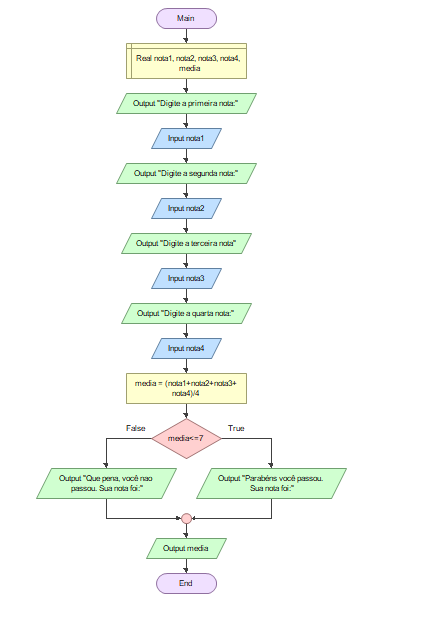 Main
Real nota1, nota2, nota3, nota4,
media
Output "Digite a primeira nota:"
Input nota1
Output "Digite a segunda nota:"
Input nota2
Output "Digite a terceira nota"
Input nota3
Output "Digite a quarta nota:"
Input nota4
media = (nota1+nota2+nota3+
nota4)/4
False
True
media<=7
Output "Que pena, você nao
passou. Sua nota foi:"
Output "Parabéns você passou.
Sua nota foi:"
Output media
End